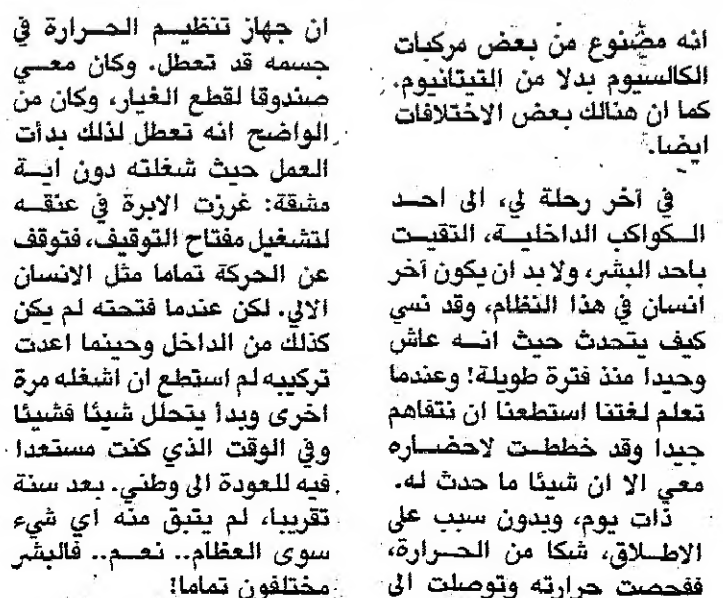 انه مصنوع من بعض مركبات
الكالسيوم بدلا من التيتانيوم.
كما ان هنالك بعض الاختلافات
ايضا.
في آخر رحلة لي، الى احد
الكواكب الداخلية، التقيت
باحد البشر، ولا بد ان يكون آخر
انسان في هذا النظام، وقد نسي
كيف يتحدث حيث انه عاش
وحيدا منذ فترة طويلة! وعندما
تعلم لغتنا استطعنا ان نتفاهم
جيدا وقد خططت لاحضاره
معي الا ان شيئا ما حدث له.
ذات يوم، وبدون سبب على
الاطلاق، شكا من الحرارة،
ففحصت حرارته وتوصلت الى
ان جهاز تنظيم الحرارة في
جسمه قد تعطل. وكان معي
صندوقا لقطع الغيار، وكان من
الواضح انه تعطل لذلك بدأت
العمل حيث شغلته دون اية
مشقة: غرزت الابرة في عنقه
لتشغيل مفتاح التوقيف، فتوقف
عن الحركة تماما مثل الانسان
الالي. لكن عندما فتحته لم يكن
كذلك من الداخل وحينما اعدت
تركيبه لم استطع ان اشغله مرة
اخرى وبدأ يتحلل شيئا فشيئا
وفي الوقت الذي كنت مستعدا
فيه للعودة الى وطني. بعد سنة
تقريبا، لم يتبق منه اي شيء
سوى العظام.. نعم.. فالبشر
مختلفون تماما!